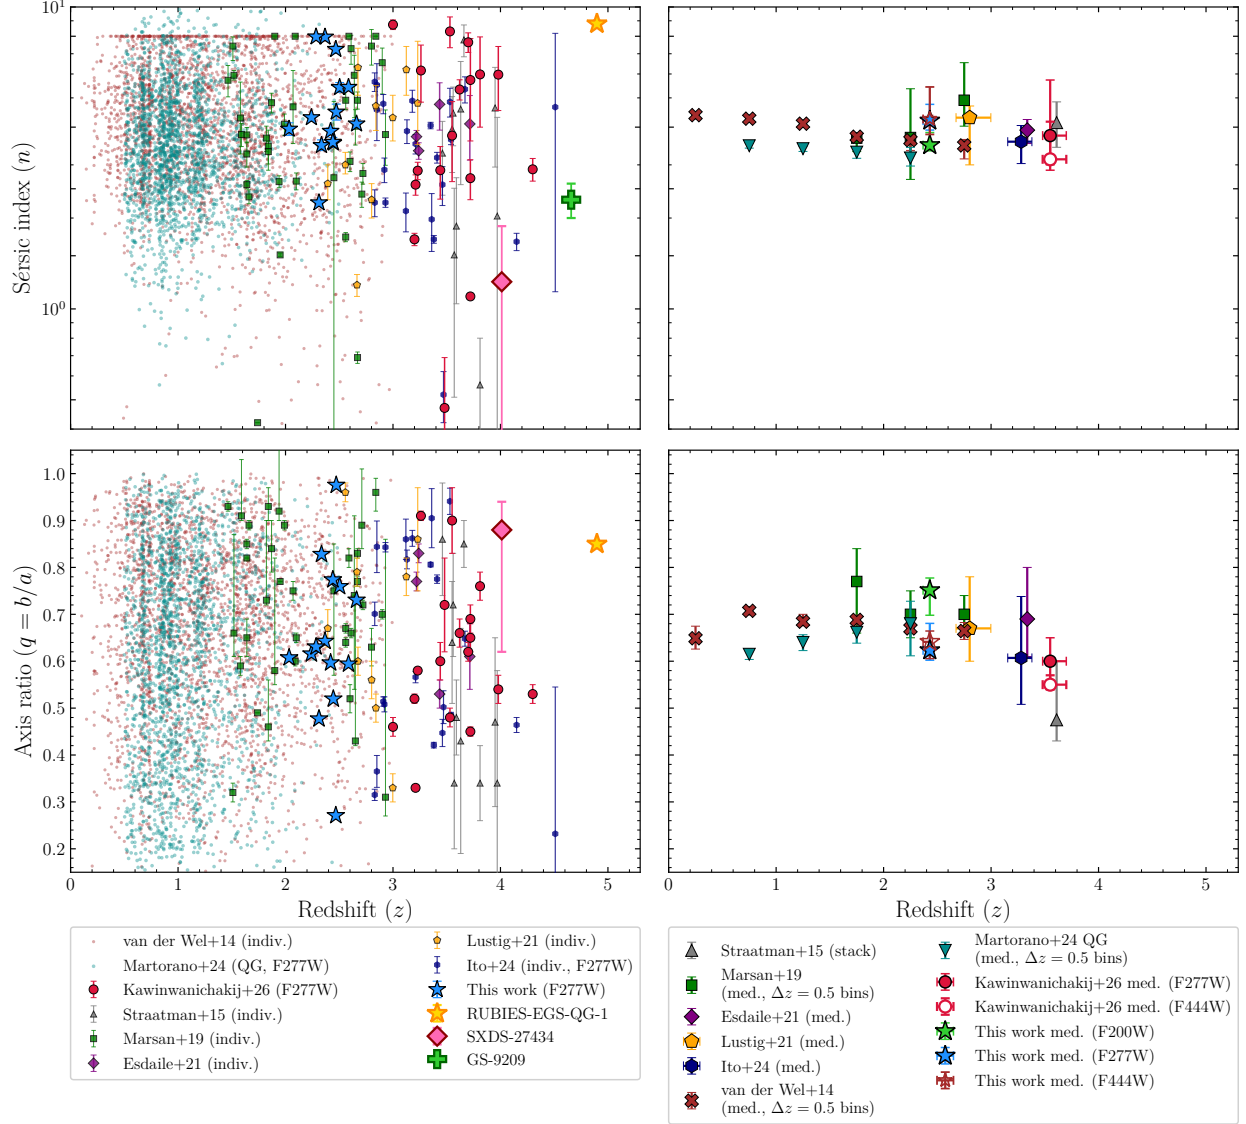 10¹
10⁰
Sérsic index (n)
1.0
0.9
0.8
0.7
0.6
0.5
0.4
0.3
0.2
Axis ratio (q = b/a)
0 1 2 3 4 5
0 1 2 3 4 5
Redshift (z)
Redshift (z)
van der Wel+14 (indiv.)
Martorano+24 (QG, F277W)
Kawinwanichakij+26 (F277W)
Straatman+15 (indiv.)
Marsan+19 (indiv.)
Esdaile+21 (indiv.)
Lustig+21 (indiv.)
Ito+24 (indiv., F277W)
This work (F277W)
RUBIES-EGS-QG-1
SXDS-27434
GS-9209
Straatman+15 (stack)
Marsan+19
(med., Δz = 0.5 bins)
Esdaile+21 (med.)
Lustig+21 (med.)
Ito+24 (med.)
van der Wel+14
(med., Δz = 0.5 bins)
Martorano+24 QG
(med., Δz = 0.5 bins)
Kawinwanichakij+26 med. (F277W)
Kawinwanichakij+26 med. (F444W)
This work med. (F200W)
This work med. (F277W)
This work med. (F444W)